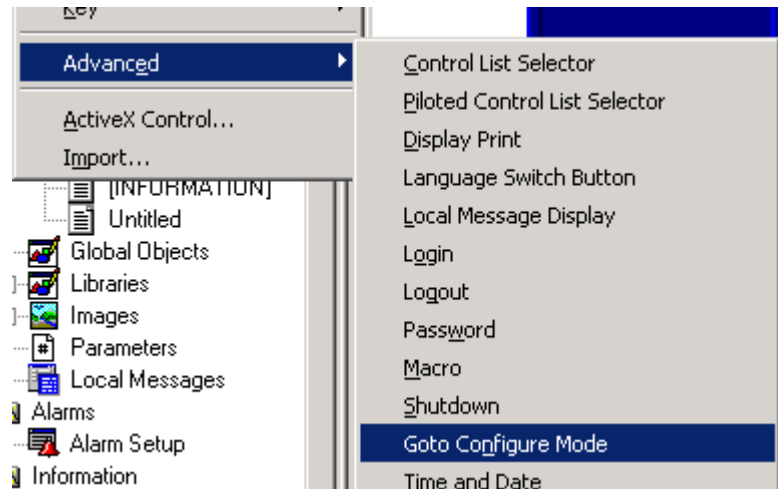 Key
Advanced
ActiveX Control...
Import...
[INFORMATION]
Untitled
Global Objects
Libraries
Images
Parameters
Local Messages
Alarms
Alarm Setup
Information
Control List Selector
Piloted Control List Selector
Display Print
Language Switch Button
Local Message Display
Login
Logout
Password
Macro
Shutdown
Goto Configure Mode
Time and Date